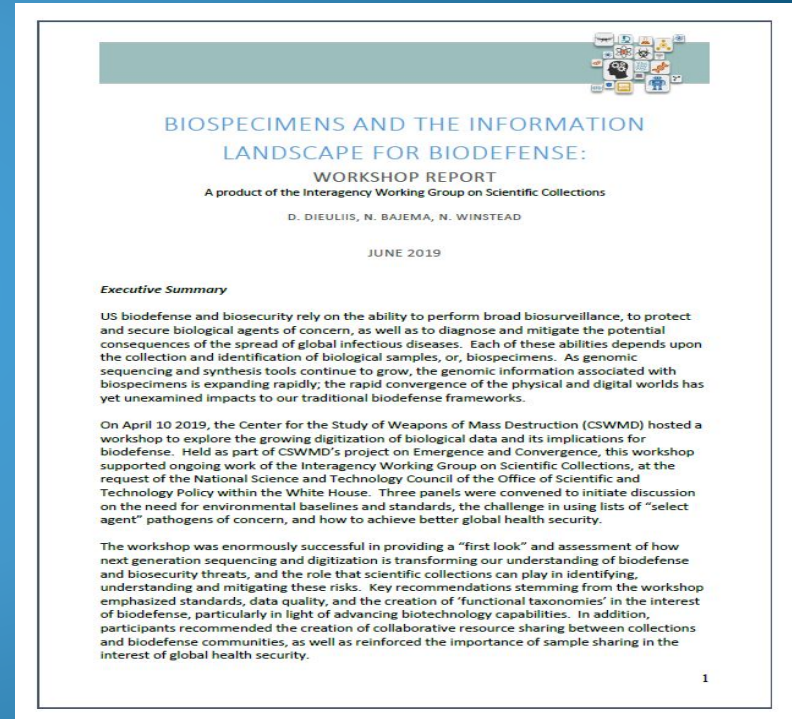 BIOSPECIMENS AND THE INFORMATION
LANDSCAPE FOR BIODEFENSE:
WORKSHOP REPORT
A product of the Interagency Working Group on Scientific Collections
D. DIEULIIS, N. BAJEMA, N. WINSTEAD
JUNE 2019
Executive Summary
US biodefense and biosecurity rely on the ability to perform broad biosurveillance, to protect
and secure biological agents of concern, as well as to diagnose and mitigate the potential
consequences of the spread of global infectious diseases. Each of these abilities depends upon
the collection and identification of biological samples, or, biospecimens. As genomic
sequencing and synthesis tools continue to grow, the genomic information associated with
biospecimens is expanding rapidly; the rapid convergence of the physical and digital worlds has
yet unexamined impacts to our traditional biodefense frameworks.
On April 10 2019, the Center for the Study of Weapons of Mass Destruction (CSWMD) hosted a
workshop to explore the growing digitization of biological data and its implications for
biodefense. Held as part of CSWMD's project on Emergence and Convergence, this workshop
supported ongoing work of the Interagency Working Group on Scientific Collections, at the
request of the National Science and Technology Council of the Office of Scientific and
Technology Policy within the White House. Three panels were convened to initiate discussion
on the need for environmental baselines and standards, the challenge in using lists of "select
agent" pathogens of concern, and how to achieve better global health security.
The workshop was enormously successful in providing a "first look" and assessment of how
next generation sequencing and digitization is transforming our understanding of biodefense
and biosecurity threats, and the role that scientific collections can play in identifying,
understanding and mitigating these risks. Key recommendations stemming from the workshop
emphasized standards, data quality, and the creation of 'functional taxonomies' in the interest
of biodefense, particularly in light of advancing biotechnology capabilities. In addition,
participants recommended the creation of collaborative resource sharing between collections
and biodefense communities, as well as reinforced the importance of sample sharing in the
interest of global health security.
1